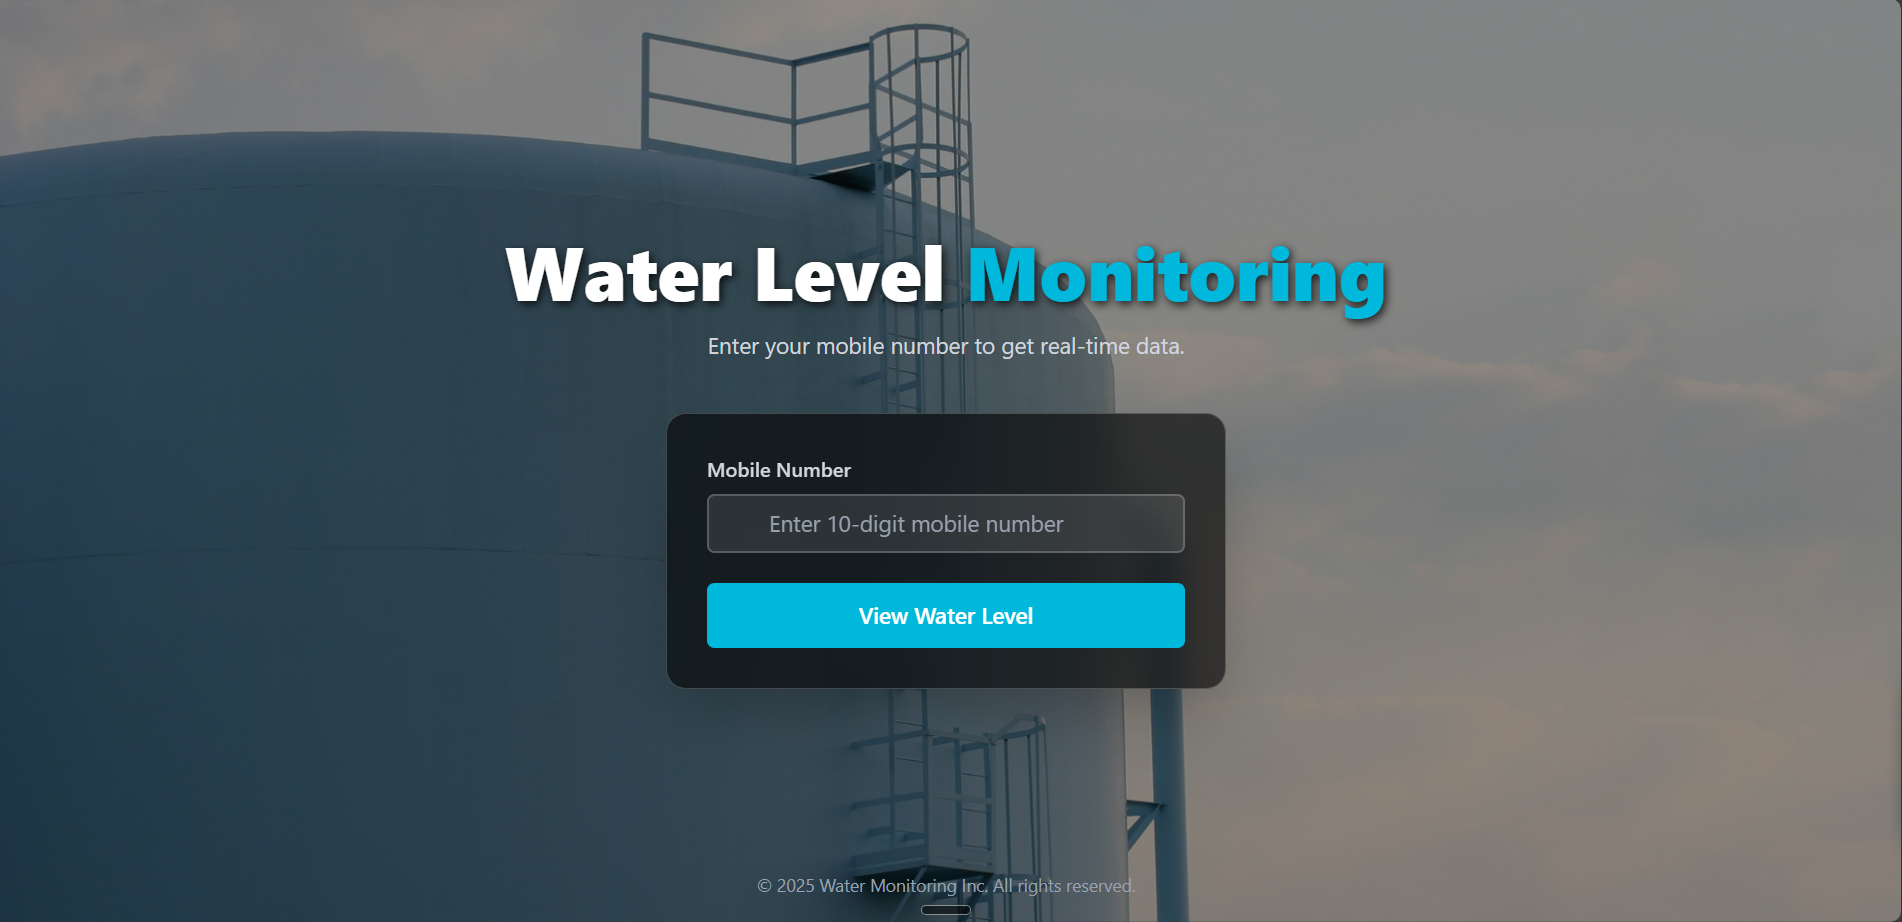 Water Level Monitoring
Enter your mobile number to get real-time data.
Mobile Number
Enter 10-digit mobile number
View Water Level
© 2025 Water Monitoring Inc. All rights reserved.